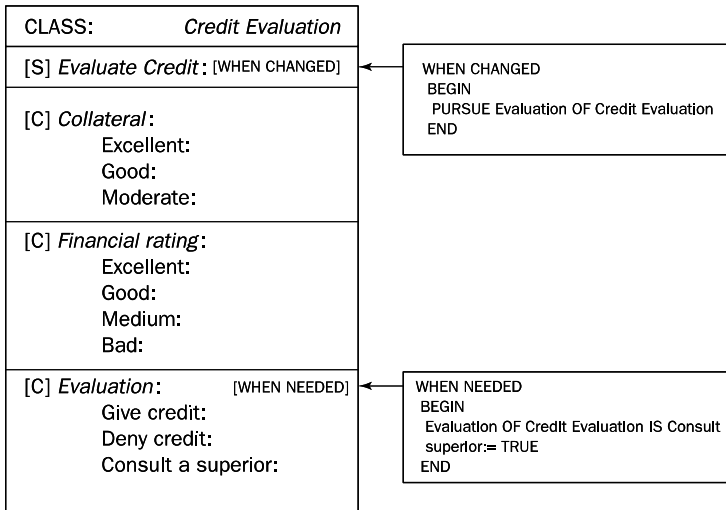 CLASS: Credit Evaluation
[S] Evaluate Credit: [WHEN CHANGED]
WHEN CHANGED
BEGIN
PURSUE Evaluation OF Credit Evaluation
END
[C] Collateral:
Excellent:
Good:
Moderate:
[C] Financial rating:
Excellent:
Good:
Medium:
Bad:
[C] Evaluation: [WHEN NEEDED]
Give credit:
Deny credit:
Consult a superior:
WHEN NEEDED
BEGIN
Evaluation OF Credit Evaluation IS Consult
superior:= TRUE
END